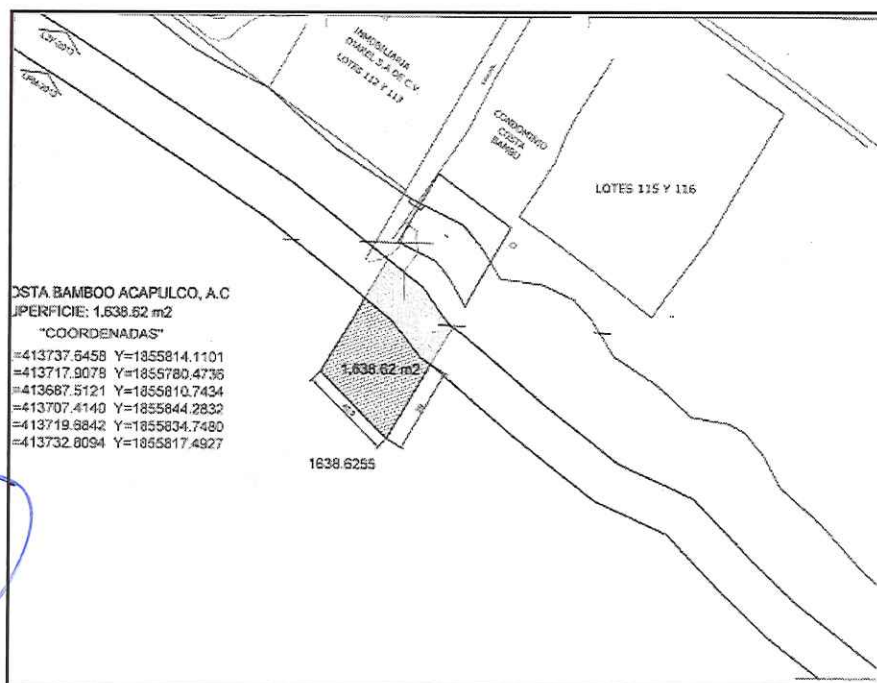 INMOBILIARIA
DYAKEL S.A DE C.V.
LOTES 112 Y 113
CONDOMINIO
COSTA
BAMBU
LOTES 115 Y 116
OSTA BAMBOO ACAPULCO, A.C
UPERFICIE: 1,638.62 m2
"COORDENADAS"
=413737.6458 Y=1855814.1101
=413717.9078 Y=1855780.4736
=413687.5121 Y=1855810.7434
=413707.4140 Y=1855844.2832
=413719.6842 Y=1855834.7480
=413732.8094 Y=1855817.4927
1,638.62 m2
1638.6255